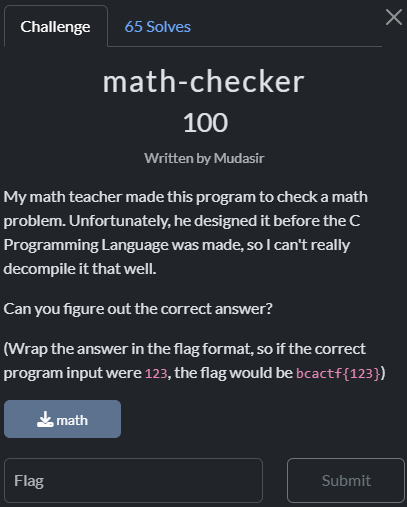 Challenge
65 Solves
math-checker
100
Written by Mudasir
My math teacher made this program to check a math
problem. Unfortunately, he designed it before the C
Programming Language was made, so I can't really
decompile it that well.
Can you figure out the correct answer?
(Wrap the answer in the flag format, so if the correct
program input were 123, the flag would be bcactf{123})
math
Flag
Submit